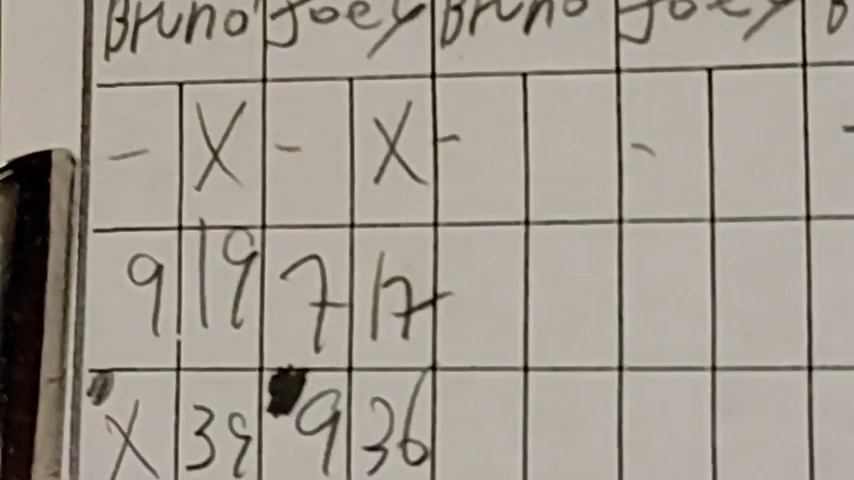 Bruno Joey Bruno Joey B
- X - X - - -
9 19 7 17
X 39 9 36